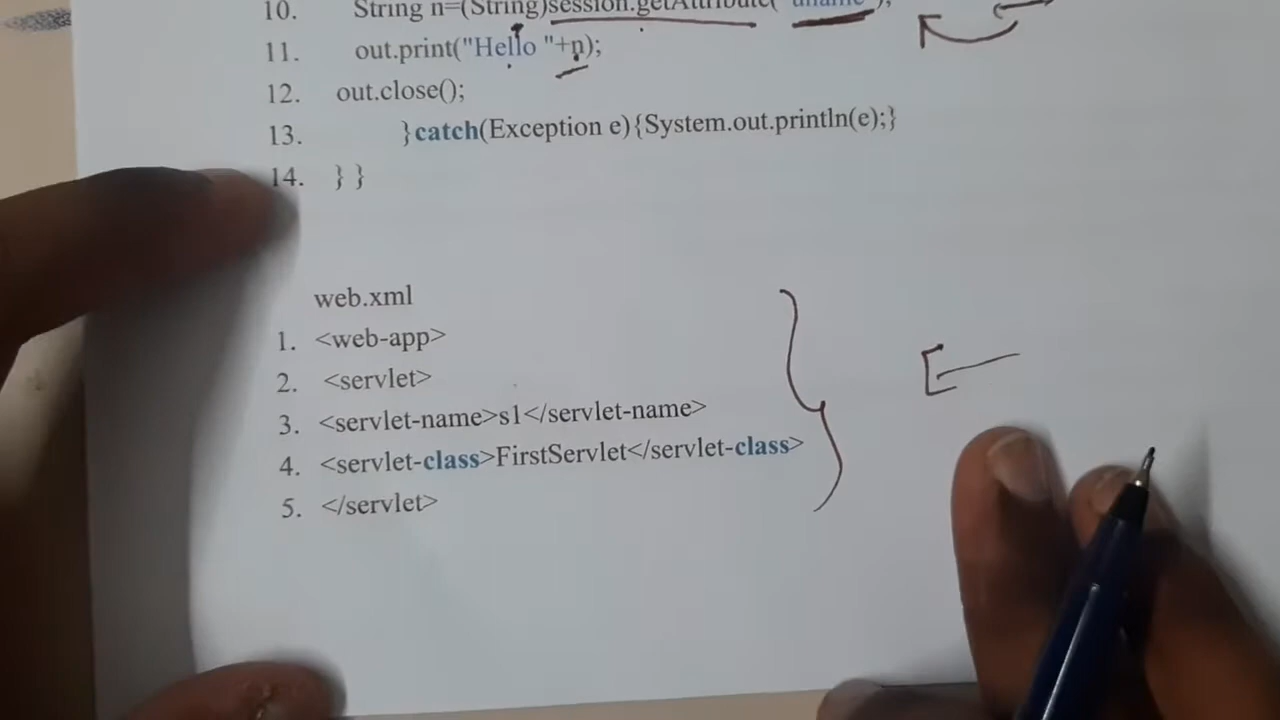 10. String n=(String)session.getAttribute("uname");
11. out.print("Hello "+n);
12. out.close();
13. }catch(Exception e){System.out.println(e);}
14. } }
web.xml
1. <web-app>
2. <servlet>
3. <servlet-name>s1</servlet-name>
4. <servlet-class>FirstServlet</servlet-class>
5. </servlet>